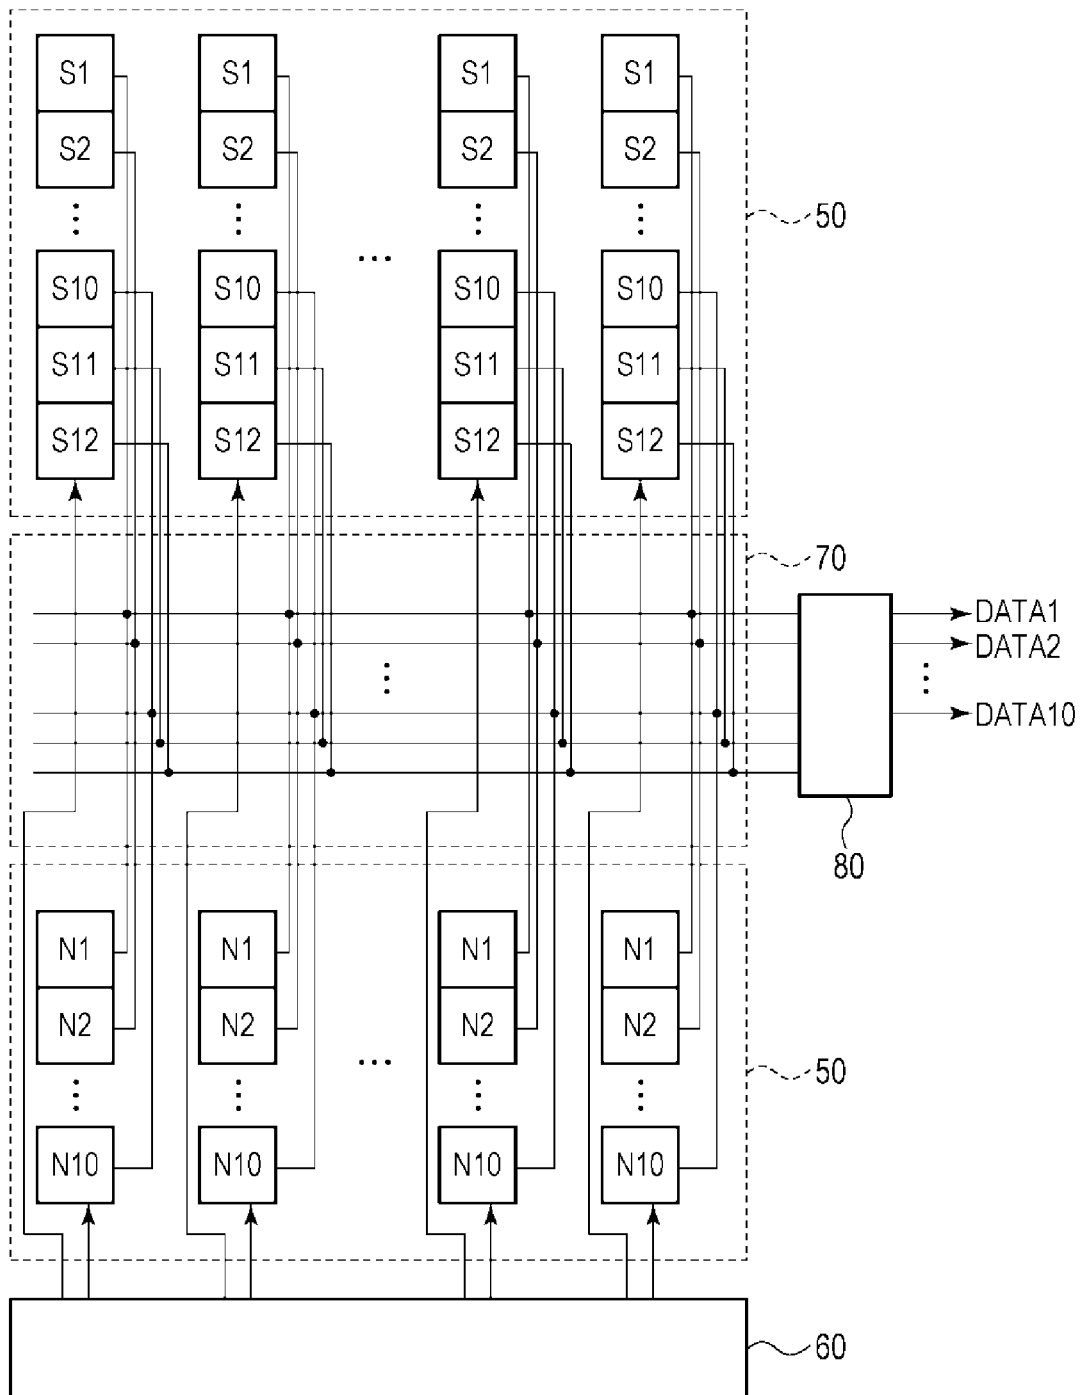 S1 S1 S1 S1
S2 S2 S2 S2
50
S10 S10 S10 S10
S11 S11 S11 S11
S12 S12 S12 S12
70
DATA1
DATA2
DATA10
80
N1 N1 N1 N1
N2 N2 N2 N2
50
N10 N10 N10 N10
60